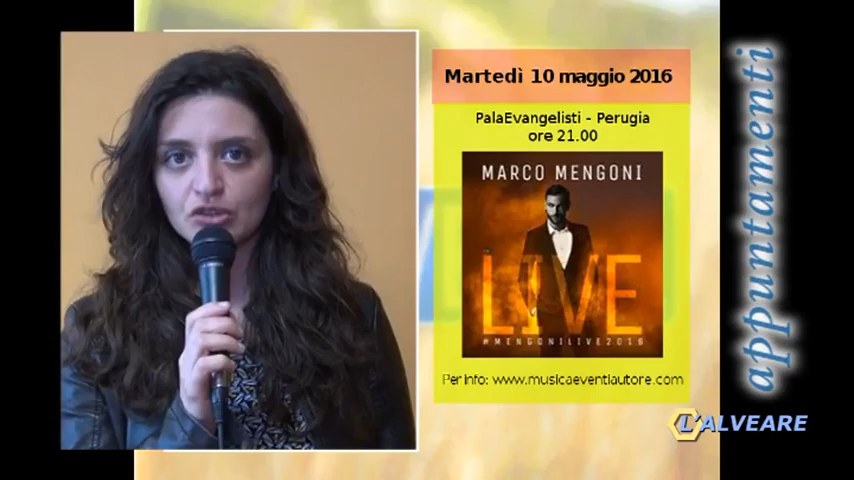 Martedì 10 maggio 2016
PalaEvangelisti - Perugia
ore 21.00
MARCO MENGONI
LIVE
#MENGONILIVE2016
Per Info: www.musicaeventiautore.com
appuntamenti
L'ALVEARE